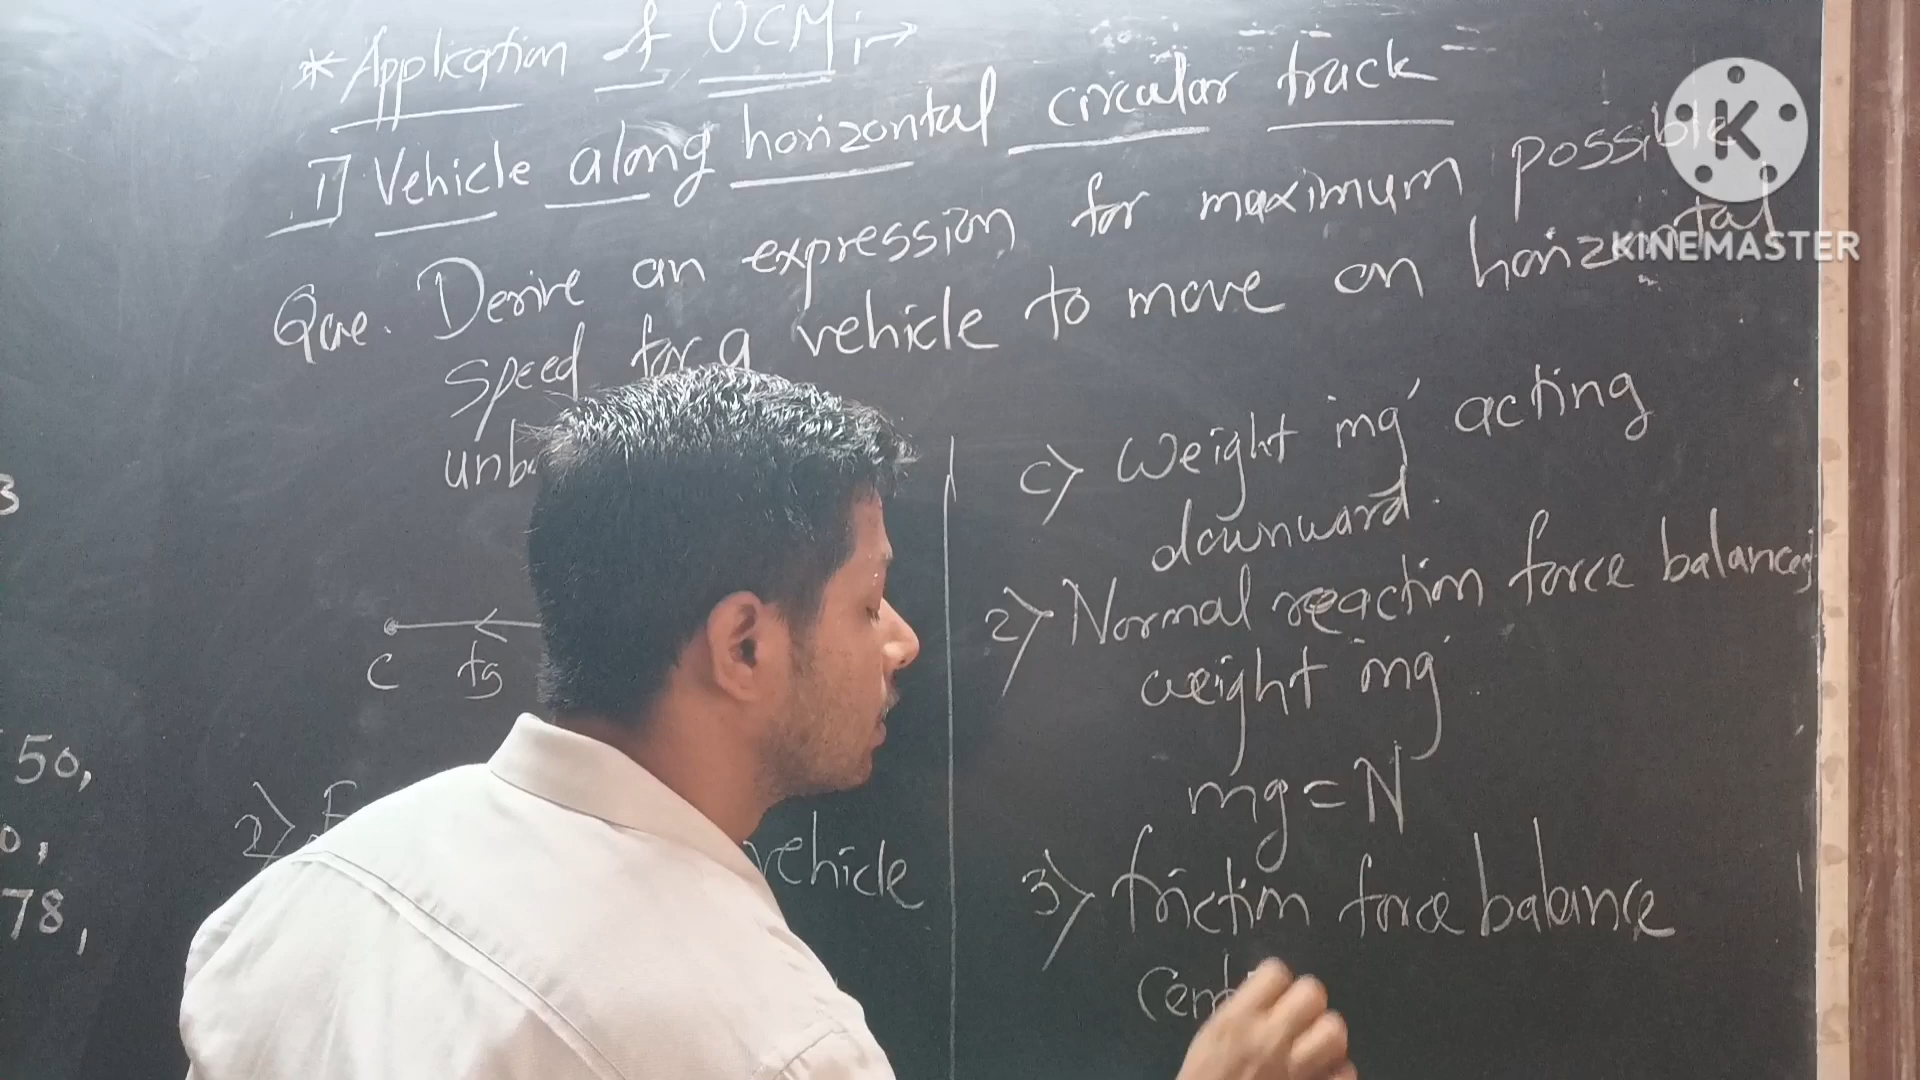 * Application of UCM :→
I] Vehicle along horizontal circular track
Que. Derive an expression for maximum possible
speed for a vehicle to move on horizontal
C fs
vehicle
c) Weight 'mg' acting
downward.
2) Normal reaction force balances
weight 'mg'
mg = N
3) friction force balance
3
50,
0,
78,
K
KINEMASTER